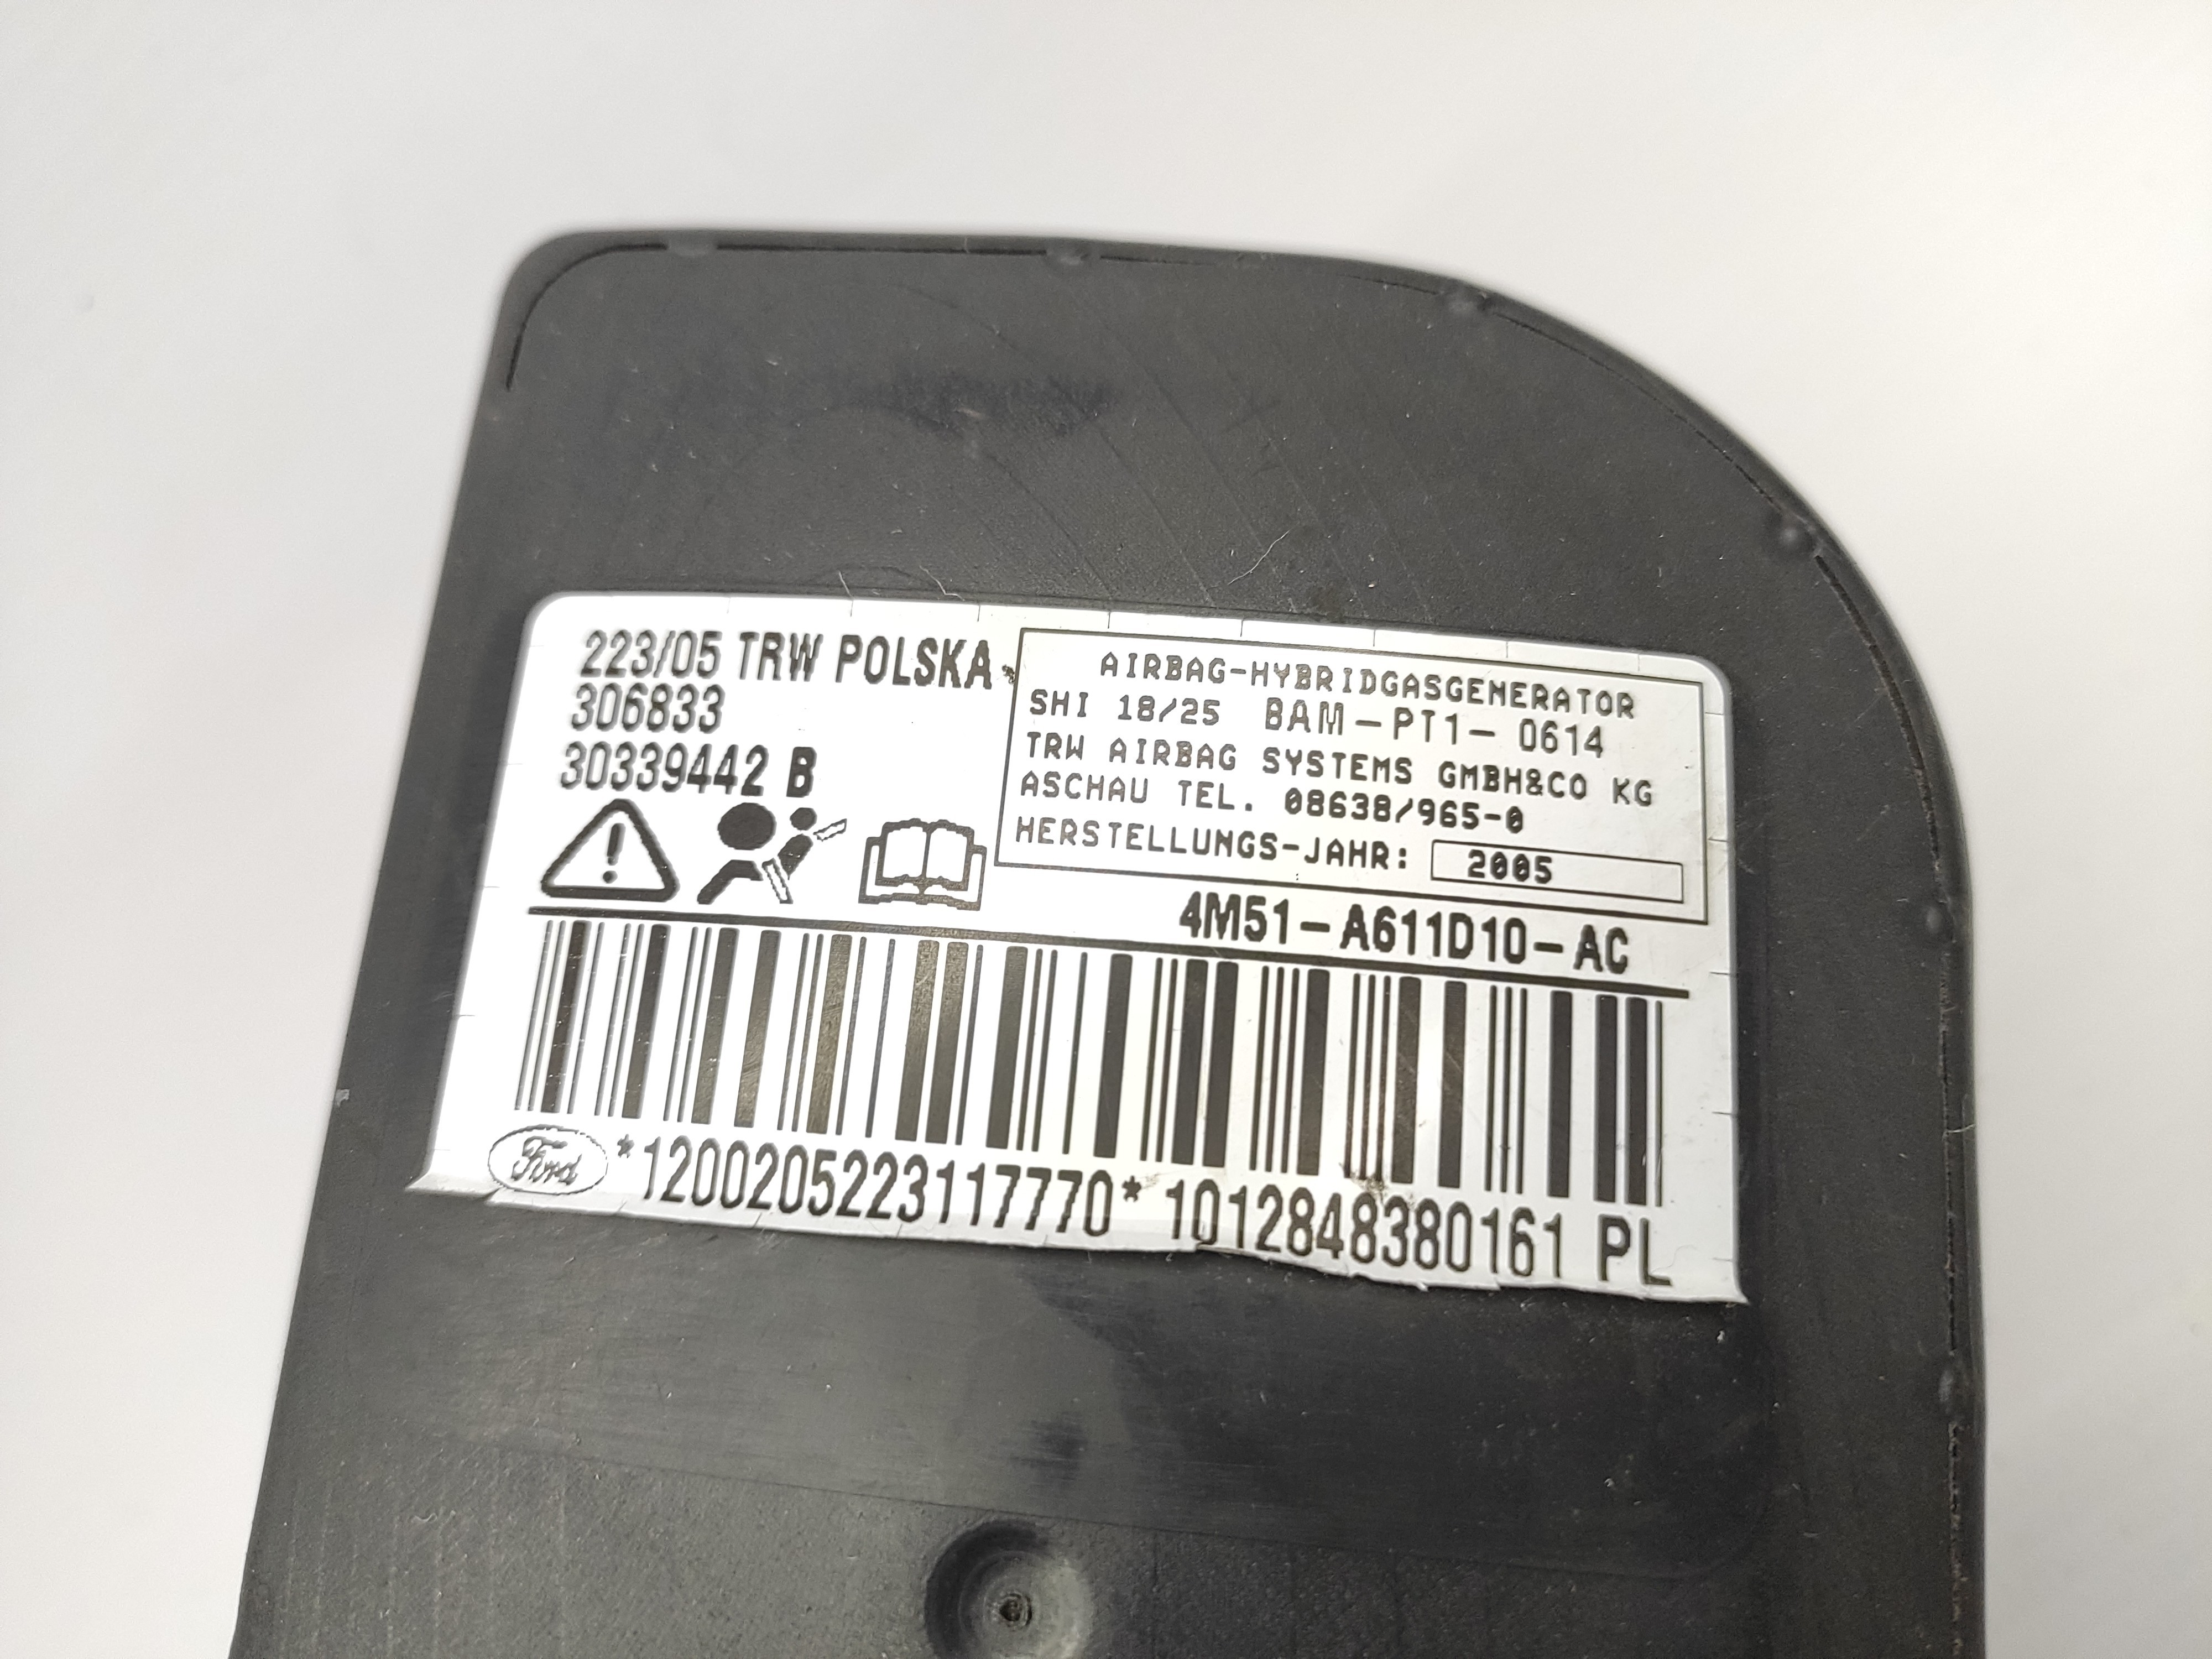 223/05 TRW POLSKA
306833
30339442 B
AIRBAG-HYBRIDGASGENERATOR
SHI 18/25 BAM-PT1- 0614
TRW AIRBAG SYSTEMS GMBH&CO KG
ASCHAU TEL. 08638/965-0
HERSTELLUNGS-JAHR: 2005
4M51-A611D10-AC
Ford *1200205223117770*1012848380161 PL